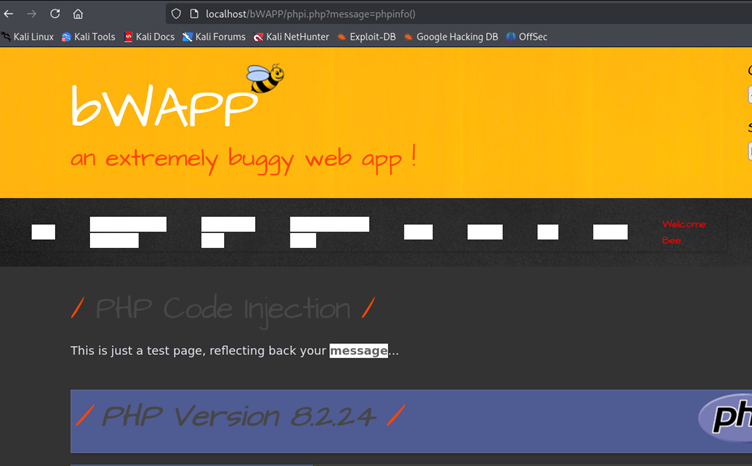 localhost/bWAPP/phpi.php?message=phpinfo()
Kali Linux Kali Tools Kali Docs Kali Forums Kali NetHunter Exploit-DB Google Hacking DB OffSec
bWAPP
an extremely buggy web app !
Welcome
Bee
/ PHP Code Injection /
This is just a test page, reflecting back your message...
/ PHP Version 8.2.24 /
ph